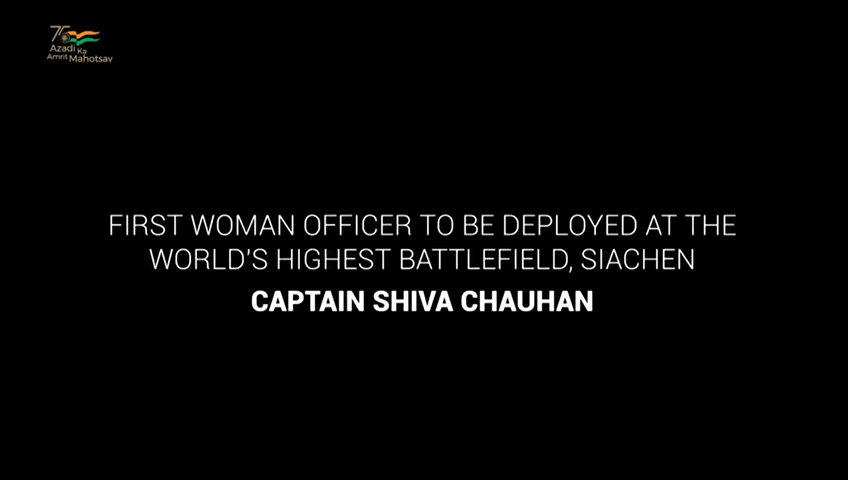 75
Azadi Ka
Amrit Mahotsav
FIRST WOMAN OFFICER TO BE DEPLOYED AT THE
WORLD'S HIGHEST BATTLEFIELD, SIACHEN
CAPTAIN SHIVA CHAUHAN